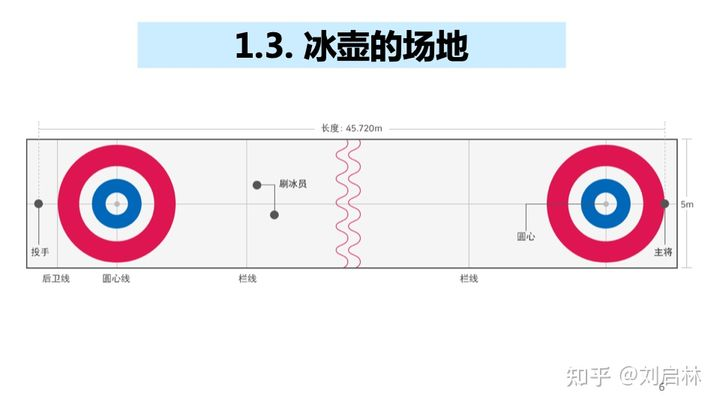 1.3. 冰壶的场地
长度: 45.720m
刷冰员
5m
圆心
投手
主将
后卫线
圆心线
栏线
栏线
知乎 @刘启林
6